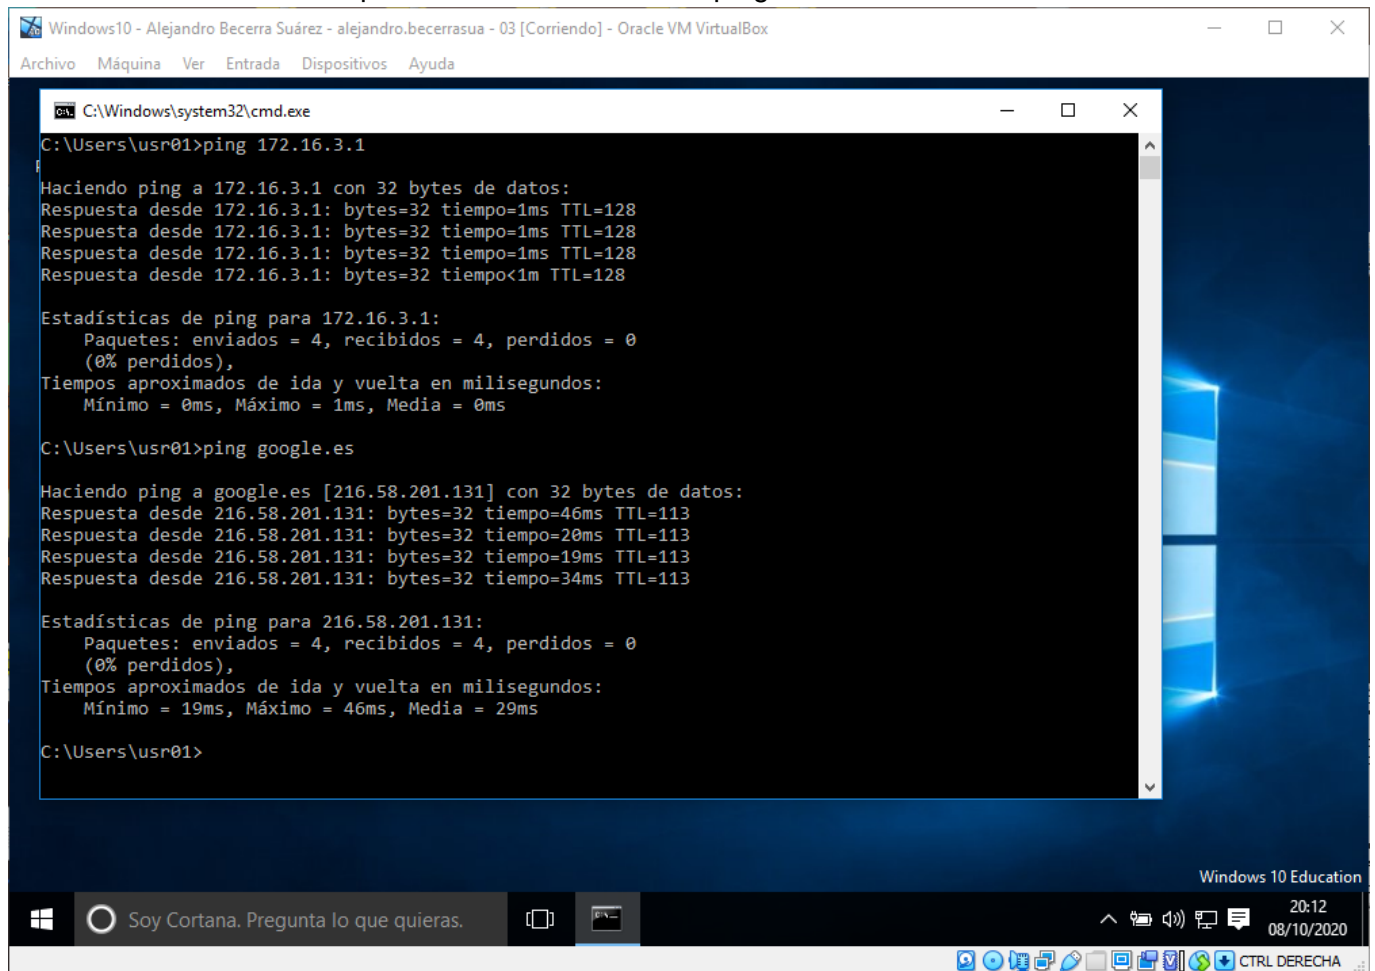 Windows10 - Alejandro Becerra Suárez - alejandro.becerrasua - 03 [Corriendo] - Oracle VM VirtualBox
Archivo Máquina Ver Entrada Dispositivos Ayuda
C:\Windows\system32\cmd.exe
C:\Users\usr01>ping 172.16.3.1
Haciendo ping a 172.16.3.1 con 32 bytes de datos:
Respuesta desde 172.16.3.1: bytes=32 tiempo=1ms TTL=128
Respuesta desde 172.16.3.1: bytes=32 tiempo=1ms TTL=128
Respuesta desde 172.16.3.1: bytes=32 tiempo=1ms TTL=128
Respuesta desde 172.16.3.1: bytes=32 tiempo<1m TTL=128
Estadísticas de ping para 172.16.3.1:
Paquetes: enviados = 4, recibidos = 4, perdidos = 0
(0% perdidos),
Tiempos aproximados de ida y vuelta en milisegundos:
Mínimo = 0ms, Máximo = 1ms, Media = 0ms
C:\Users\usr01>ping google.es
Haciendo ping a google.es [216.58.201.131] con 32 bytes de datos:
Respuesta desde 216.58.201.131: bytes=32 tiempo=46ms TTL=113
Respuesta desde 216.58.201.131: bytes=32 tiempo=20ms TTL=113
Respuesta desde 216.58.201.131: bytes=32 tiempo=19ms TTL=113
Respuesta desde 216.58.201.131: bytes=32 tiempo=34ms TTL=113
Estadísticas de ping para 216.58.201.131:
Paquetes: enviados = 4, recibidos = 4, perdidos = 0
(0% perdidos),
Tiempos aproximados de ida y vuelta en milisegundos:
Mínimo = 19ms, Máximo = 46ms, Media = 29ms
C:\Users\usr01>
Windows 10 Education
Soy Cortana. Pregunta lo que quieras.
20:12
08/10/2020
CTRL DERECHA